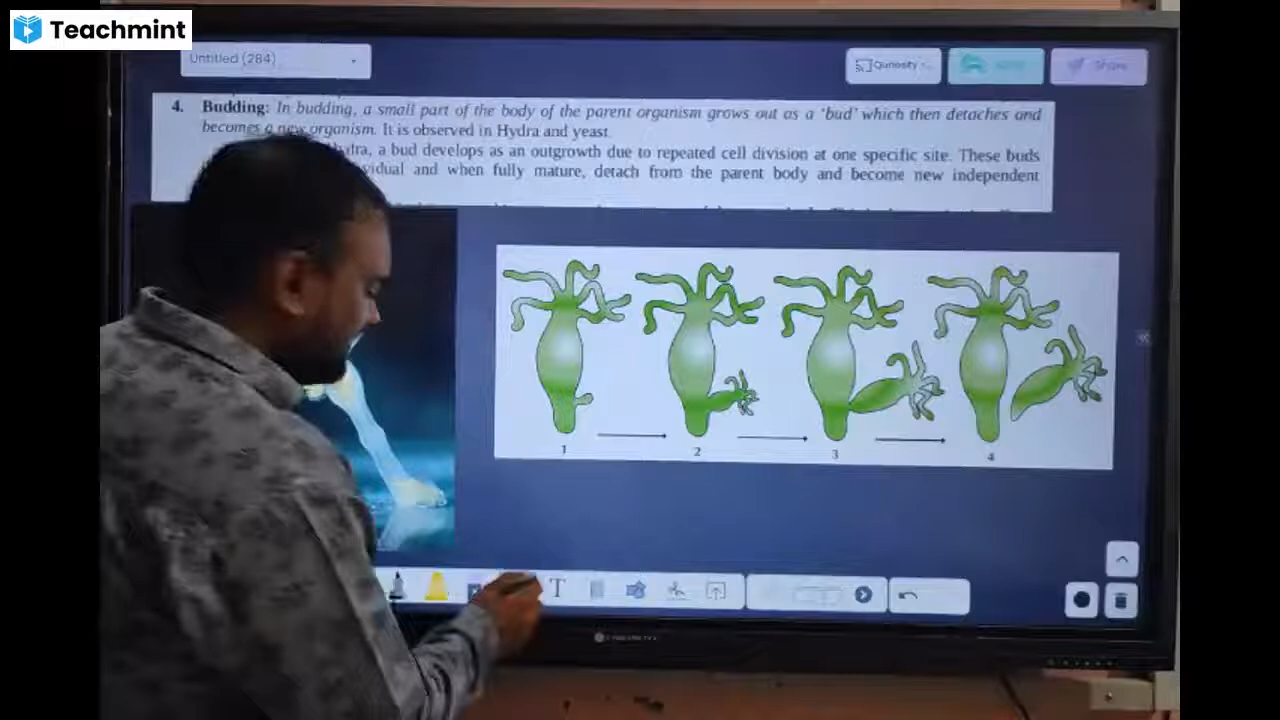 Teachmint
Untitled (284)
Share
4. Budding: In budding, a small part of the body of the parent organism grows out as a ‘bud’ which then detaches and
becomes a new organism. It is observed in Hydra and yeast.
a bud develops as an outgrowth due to repeated cell division at one specific site. These buds
and when fully mature, detach from the parent body and become new independent
1
2
3
4
T